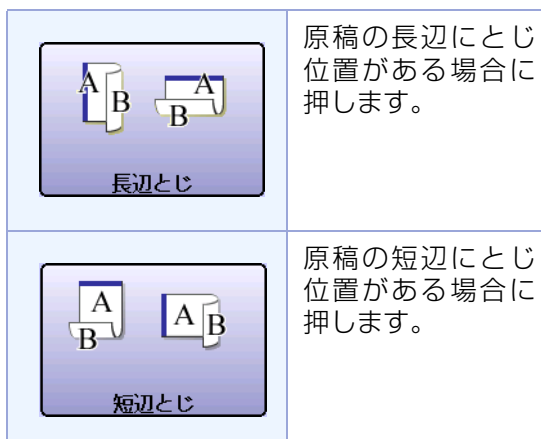 A B A B
長辺とじ
原稿の長辺にとじ
位置がある場合に
押します。
A B A B
短辺とじ
原稿の短辺にとじ
位置がある場合に
押します。